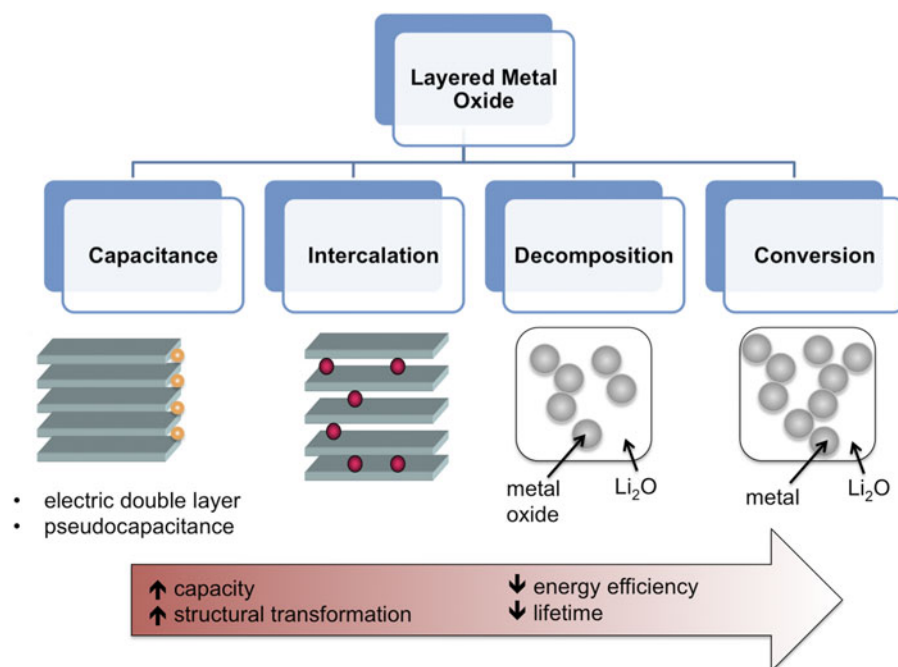 Layered Metal
Oxide
Capacitance
Intercalation
Decomposition
Conversion
metal
oxide
Li₂O
metal
Li₂O
• electric double layer
• pseudocapacitance
↑ capacity
↑ structural transformation
↓ energy efficiency
↓ lifetime